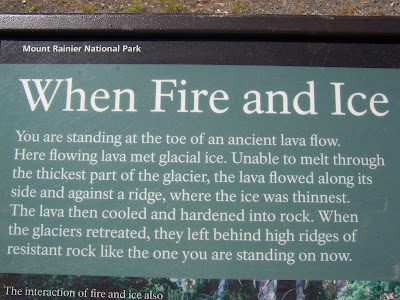 Mount Rainier National Park
When Fire and Ice
You are standing at the toe of an ancient lava flow.
Here flowing lava met glacial ice. Unable to melt through
the thickest part of the glacier, the lava flowed along its
side and against a ridge, where the ice was thinnest.
The lava then cooled and hardened into rock. When
the glaciers retreated, they left behind high ridges of
resistant rock like the one you are standing on now.
The interaction of fire and ice also